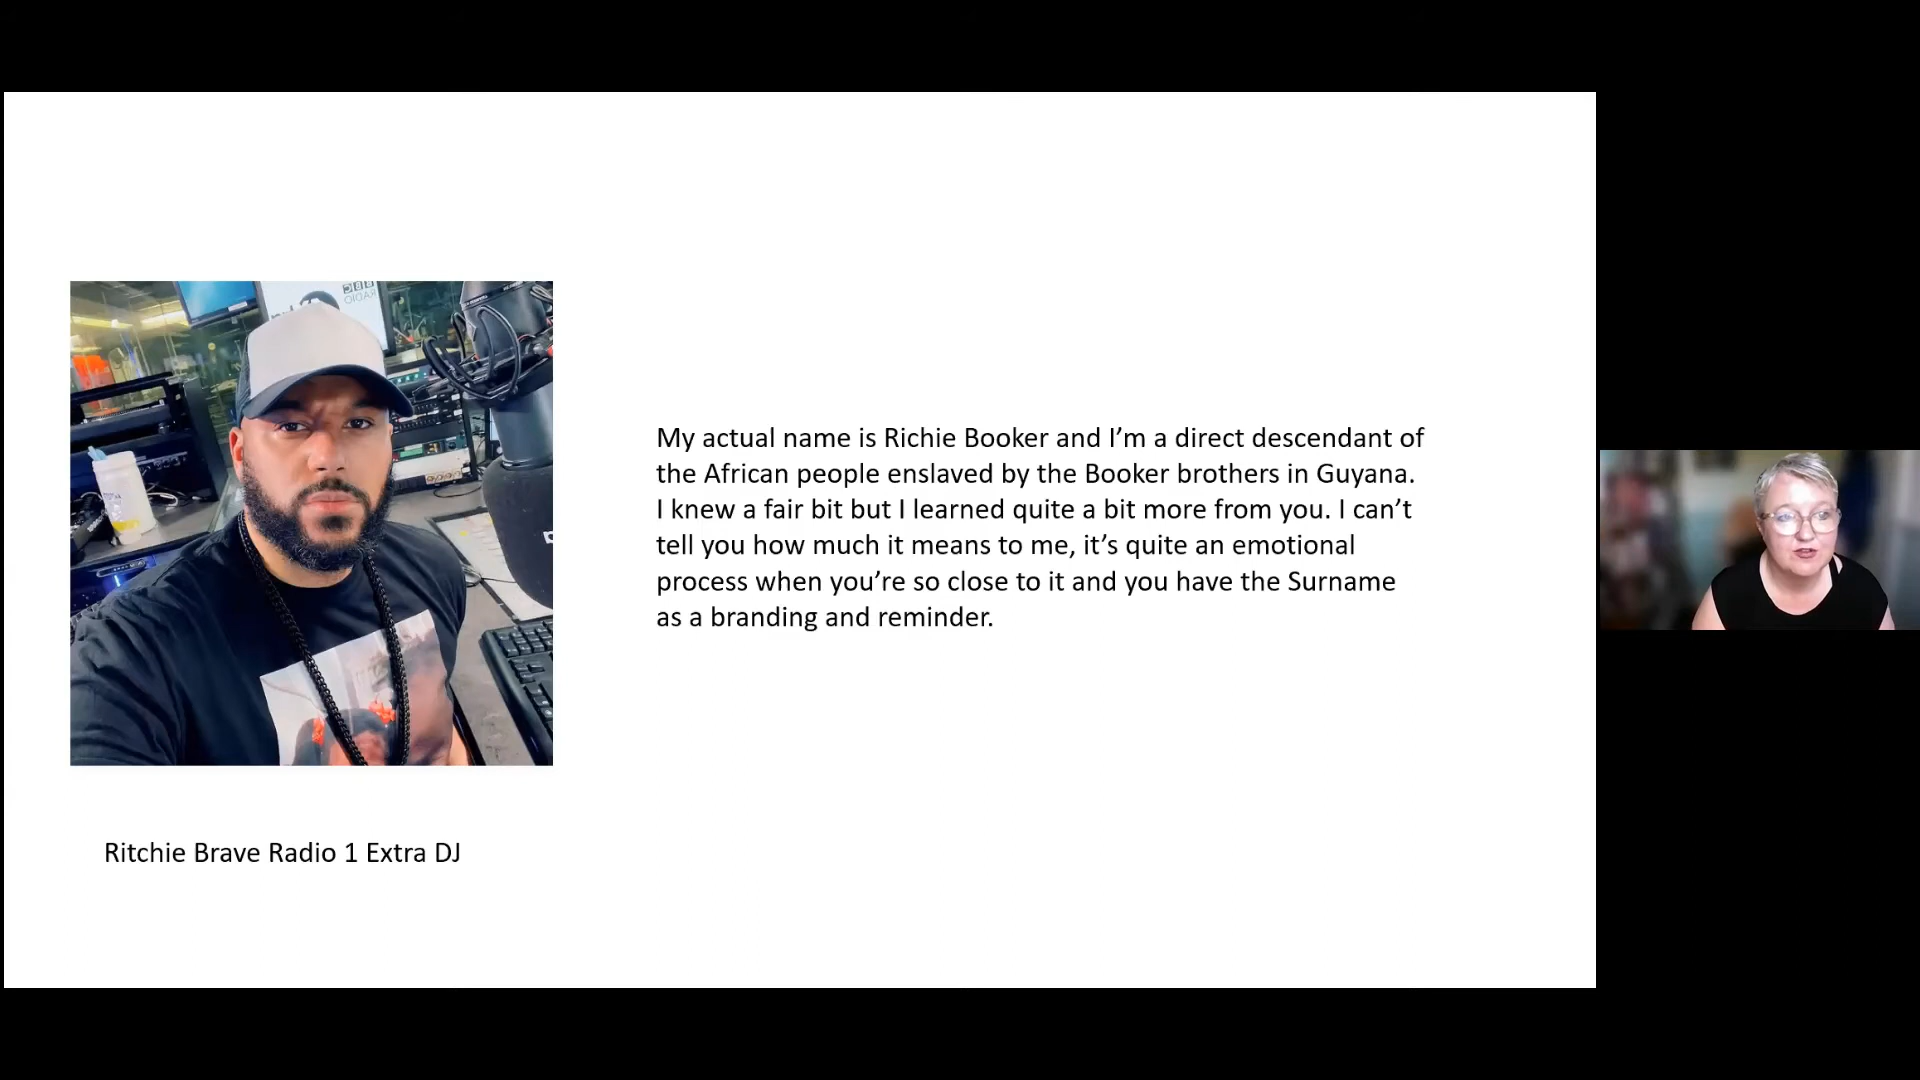 BBC
RADIO
My actual name is Richie Booker and I’m a direct descendant of
the African people enslaved by the Booker brothers in Guyana.
I knew a fair bit but I learned quite a bit more from you. I can’t
tell you how much it means to me, it’s quite an emotional
process when you’re so close to it and you have the Surname
as a branding and reminder.
Ritchie Brave Radio 1 Extra DJ